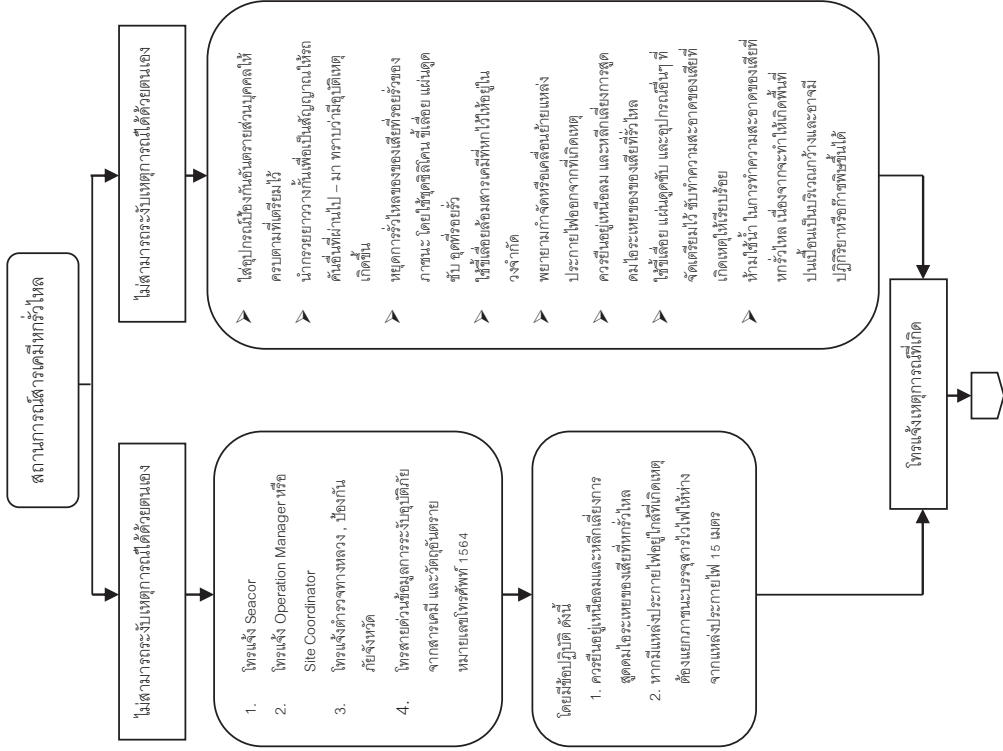 สถานการณ์สารเคมีหกรั่วไหล
ไม่สามารถระงับเหตุการณ์ได้ด้วยตนเอง
1. โทรแจ้ง Seacor
2. โทรแจ้ง Operation Manager หรือ
Site Coordinator
3. โทรแจ้งตำรวจทางหลวง , ป้องกัน
ภัยจังหวัด
4. โทรสายด่วนข้อมูลการระงับอุบัติภัย
จากสารเคมี และวัตถุอันตราย
หมายเลขโทรศัพท์ 1564
โดยมีข้อปฏิบัติ ดังนี้
1. ควรยืนอยู่เหนือลมและหลีกเลี่ยงการ
สูดดมไอระเหยของเสียที่หกรั่วไหล
2. หากมีแหล่งประกายไฟอยู่ใกล้ที่เกิดเหตุ
ต้องแยกภาชนะบรรจุสารไวไฟให้ห่าง
จากแหล่งประกายไฟ 15 เมตร
ไม่สามารถระงับเหตุการณ์ได้ด้วยตนเอง
➢ ใส่อุปกรณ์ป้องกันอันตรายส่วนบุคคลให้
ครบตามที่เตรียมไว้
➢ นำกรวยยาววางกั้นเพื่อเป็นสัญญาณให้รถ
คันอื่นที่ผ่านไป – มา ทราบว่ามีอุบัติเหตุ
เกิดขึ้น
➢ หยุดการรั่วไหลของของเสียที่รอยรั่วของ
ภาชนะ โดยใช้ชุดซิลิโคน ขี้เลื่อย แผ่นดูด
ซับ อุดที่รอยรั่ว
➢ ใช้ขี้เลื่อยล้อมสารเคมีที่หกไว้ให้อยู่ใน
วงจำกัด
➢ พยายามกำจัดหรือเคลื่อนย้ายแหล่ง
ประกายไฟออกจากที่เกิดเหตุ
➢ ควรยืนอยู่เหนือลม และหลีกเลี่ยงการสูด
ดมไอระเหยของของเสียที่รั่วไหล
➢ ใช้ขี้เลื่อย แผ่นดูดซับ และอุปกรณ์อื่นๆ ที่
จัดเตรียมไว้ ซับทำความสะอาดของเสียที่
เกิดเหตุให้เรียบร้อย
➢ ห้ามใช้น้ำ ในการทำความสะอาดของเสียที่
หกรั่วไหล เนื่องจากจะทำให้เกิดพื้นที่
ปนเปื้อนเป็นบริเวณกว้างและอาจมี
ปฏิกิริยาหรือก๊าซพิษขึ้นได้
โทรแจ้งเหตุการณ์ที่เกิด